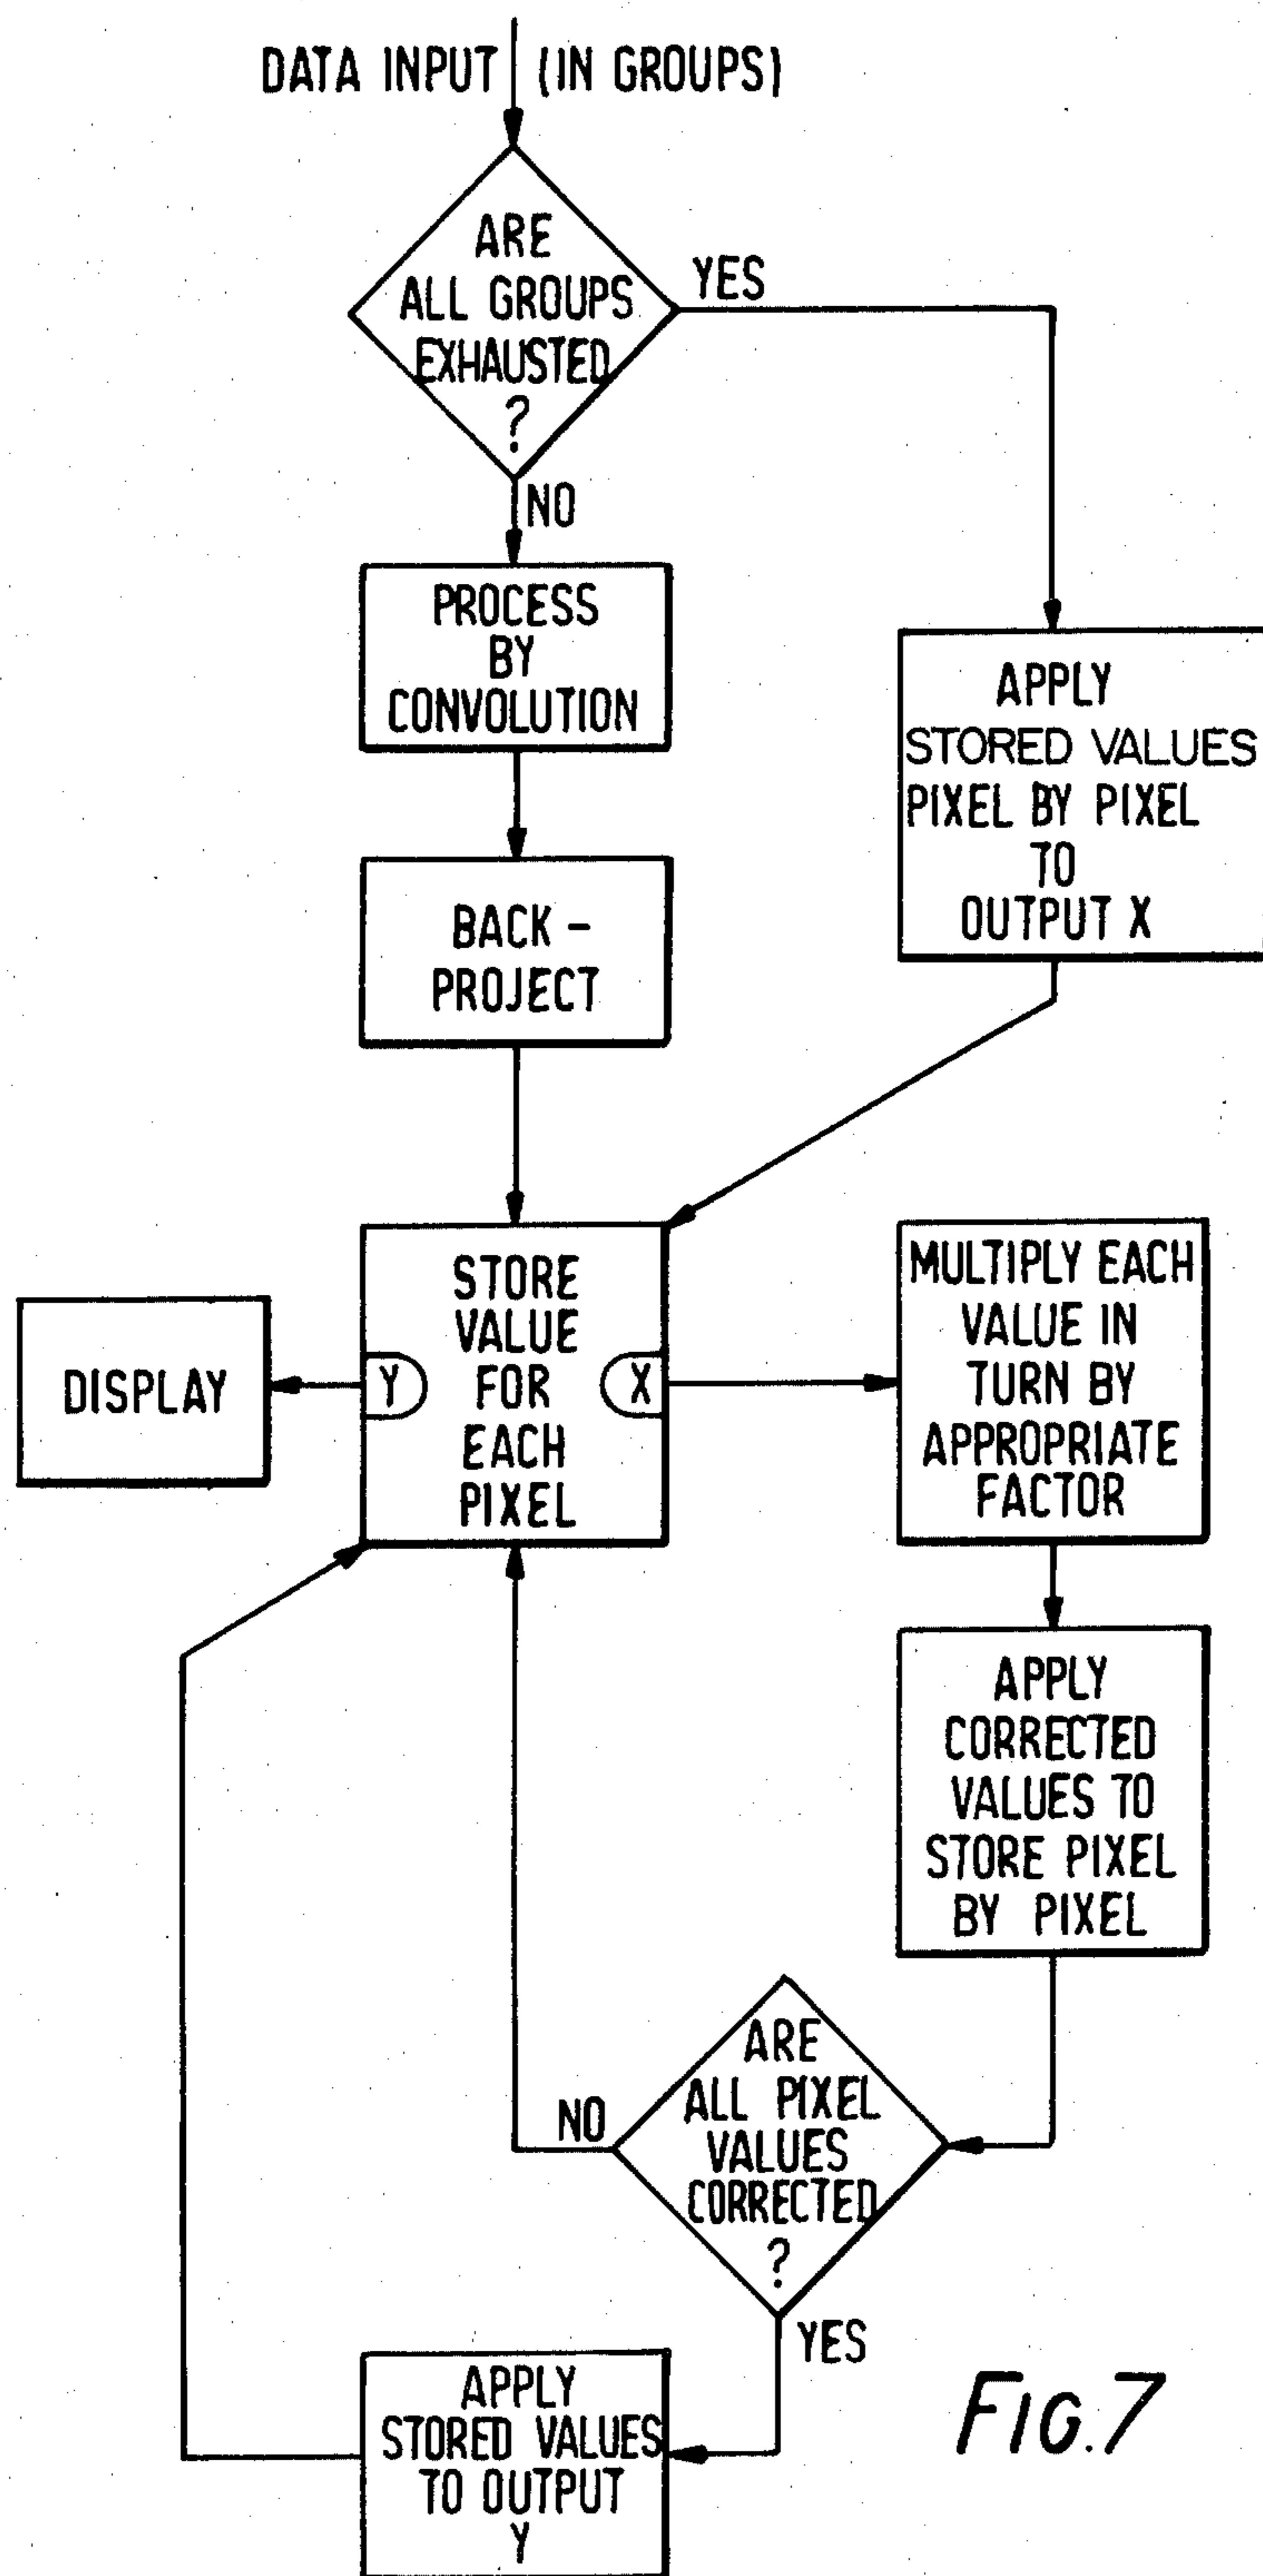 DATA INPUT (IN GROUPS)
ARE
ALL GROUPS
EXHAUSTED
?
YES
NO
PROCESS
BY
CONVOLUTION
APPLY
STORED VALUES
PIXEL BY PIXEL
TO
OUTPUT X
BACK-
PROJECT
STORE
VALUE
FOR
EACH
PIXEL
Y
X
DISPLAY
MULTIPLY EACH
VALUE IN
TURN BY
APPROPRIATE
FACTOR
APPLY
CORRECTED
VALUES TO
STORE PIXEL
BY PIXEL
ARE
ALL PIXEL
VALUES
CORRECTED
?
NO
YES
APPLY
STORED VALUES
TO OUTPUT
Y
FIG.7